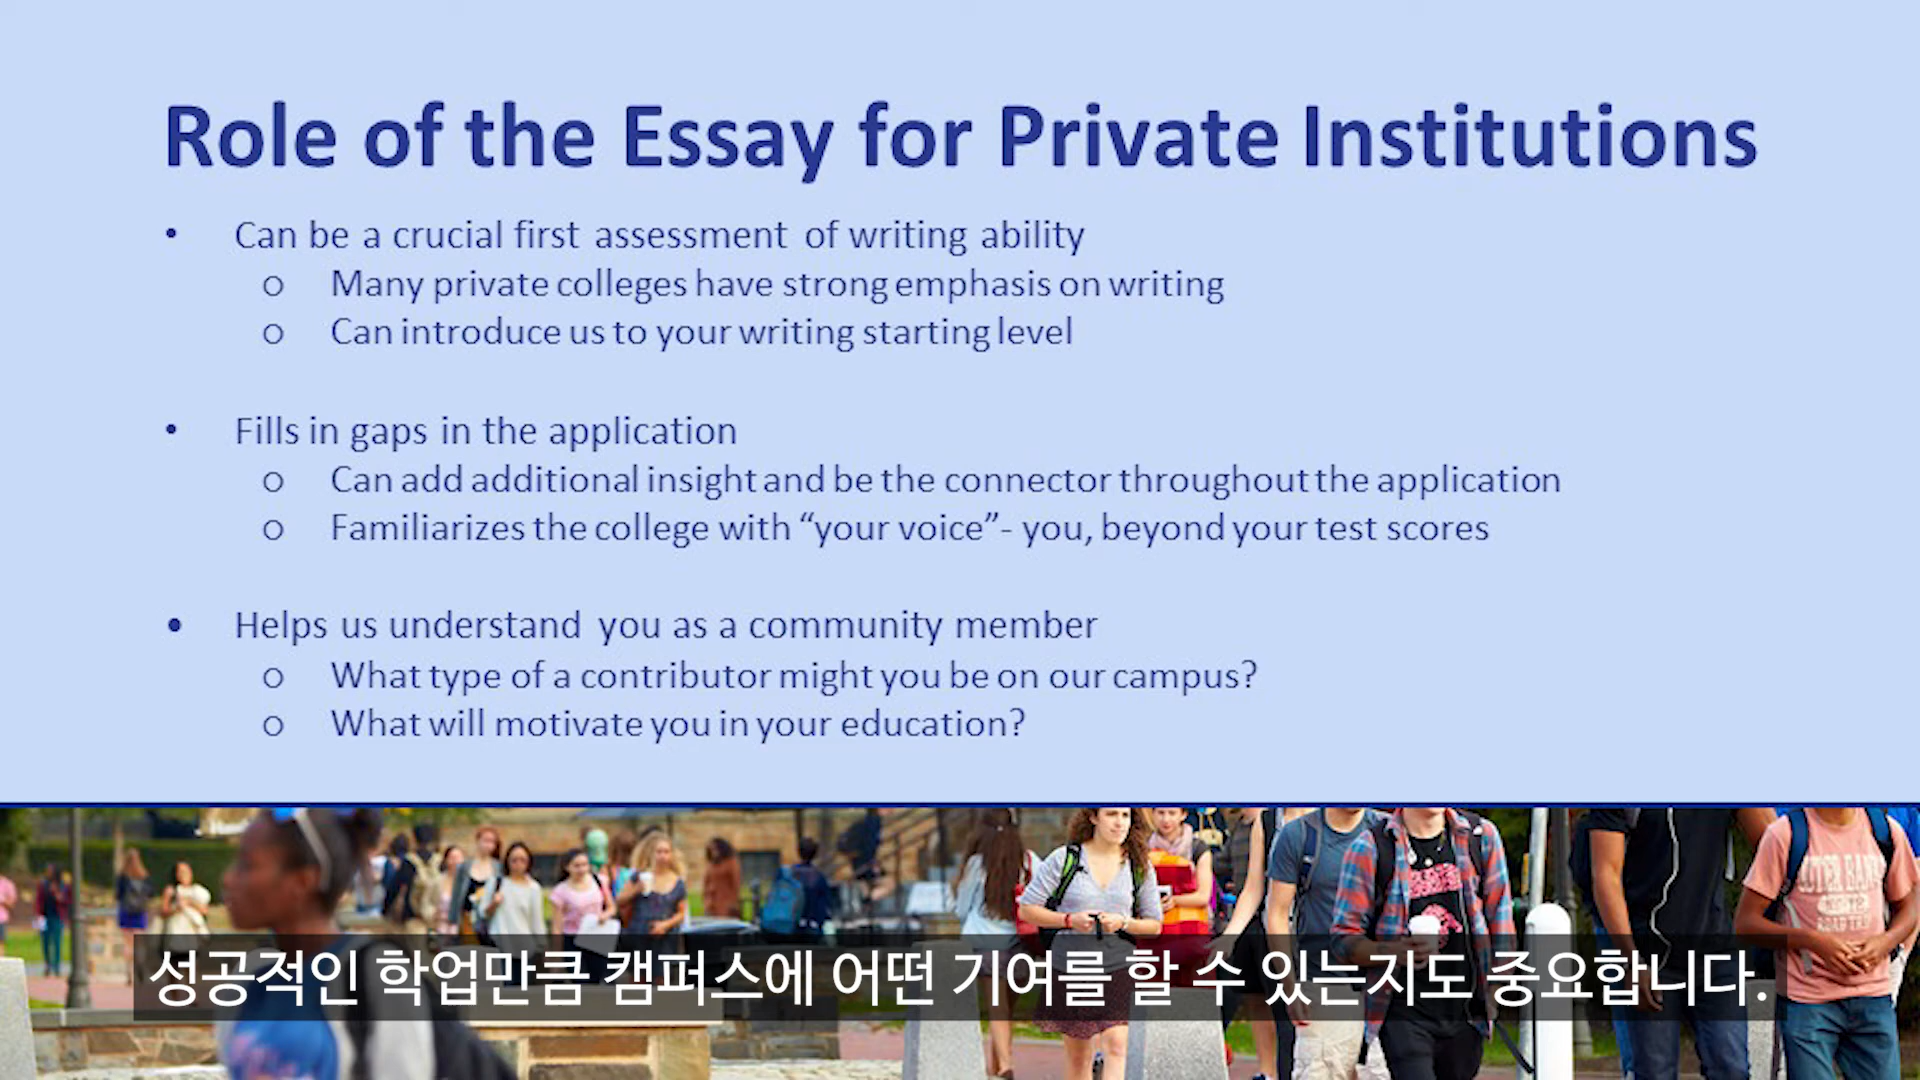 Role of the Essay for Private Institutions
• Can be a crucial first assessment of writing ability
o Many private colleges have strong emphasis on writing
o Can introduce us to your writing starting level
• Fills in gaps in the application
o Can add additional insight and be the connector throughout the application
o Familiarizes the college with “your voice”- you, beyond your test scores
• Helps us understand you as a community member
o What type of a contributor might you be on our campus?
o What will motivate you in your education?
성공적인 학업만큼 캠퍼스에 어떤 기여를 할 수 있는지도 중요합니다.